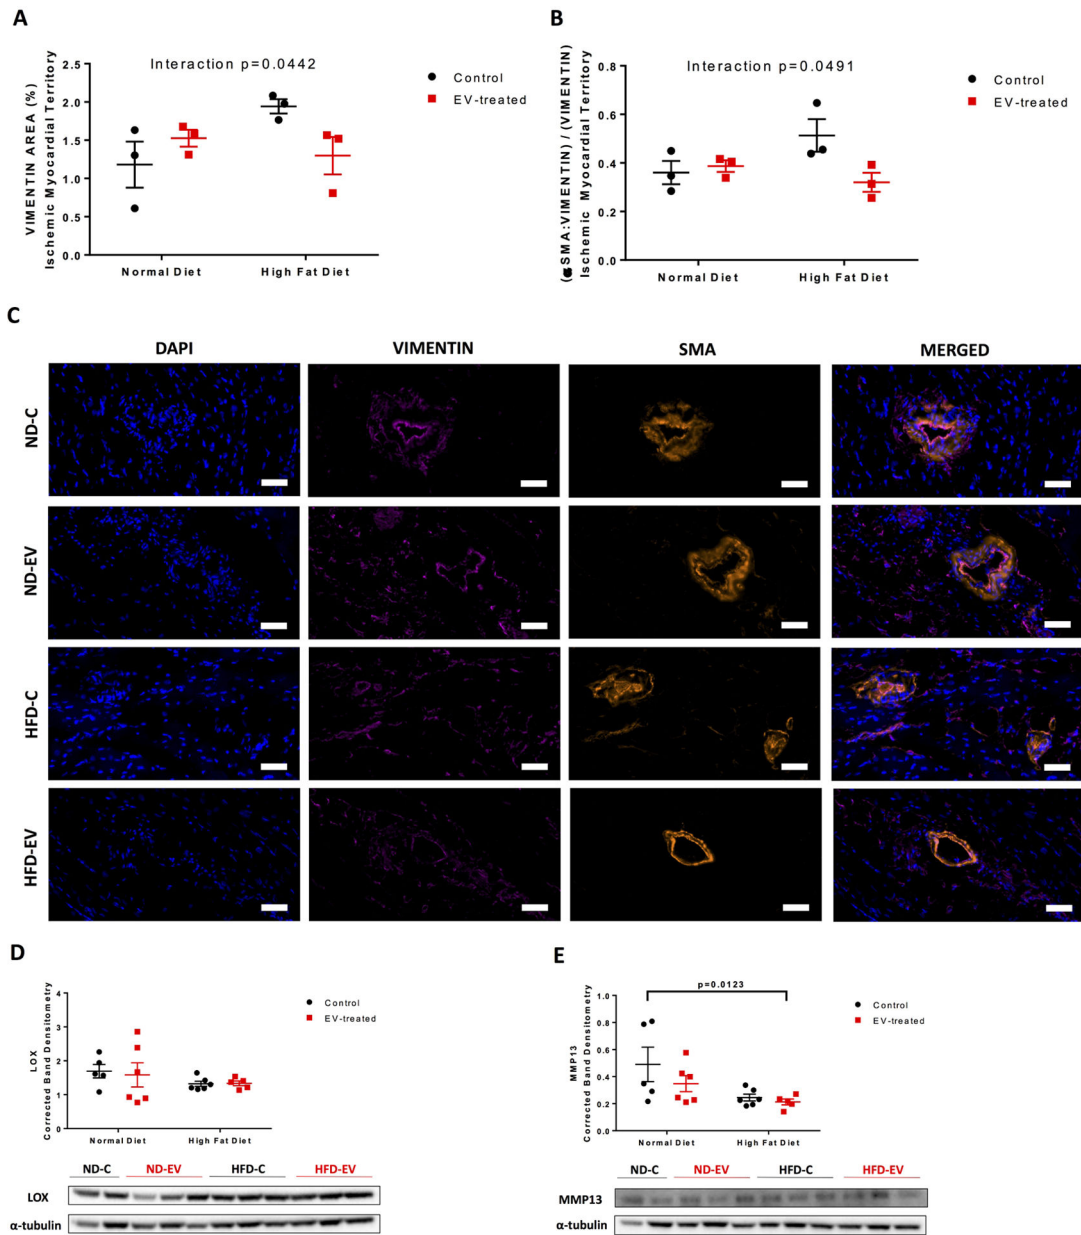 A
Interaction p=0.0442
Control
EV-treated
VIMENTIN AREA (%)
Ischemic Myocardial Territory
2.5
2.0
1.5
1.0
0.5
0.0
Normal Diet
High Fat Diet
B
Interaction p=0.0491
Control
EV-treated
SMA:VIMENTIN) / (VIMENTIN)
Ischemic Myocardial Territory
0.8
0.6
0.4
0.2
0.0
Normal Diet
High Fat Diet
C
DAPI
VIMENTIN
SMA
MERGED
ND-C
ND-EV
HFD-C
HFD-EV
D
LOX
Corrected Band Densitometry
4
3
2
1
0
Control
EV-treated
Normal Diet
High Fat Diet
ND-C
ND-EV
HFD-C
HFD-EV
LOX
α-tubulin
E
p=0.0123
MMP13
Corrected Band Densitometry
1.0
0.8
0.6
0.4
0.2
0.0
Control
EV-treated
Normal Diet
High Fat Diet
ND-C
ND-EV
HFD-C
HFD-EV
MMP13
α-tubulin